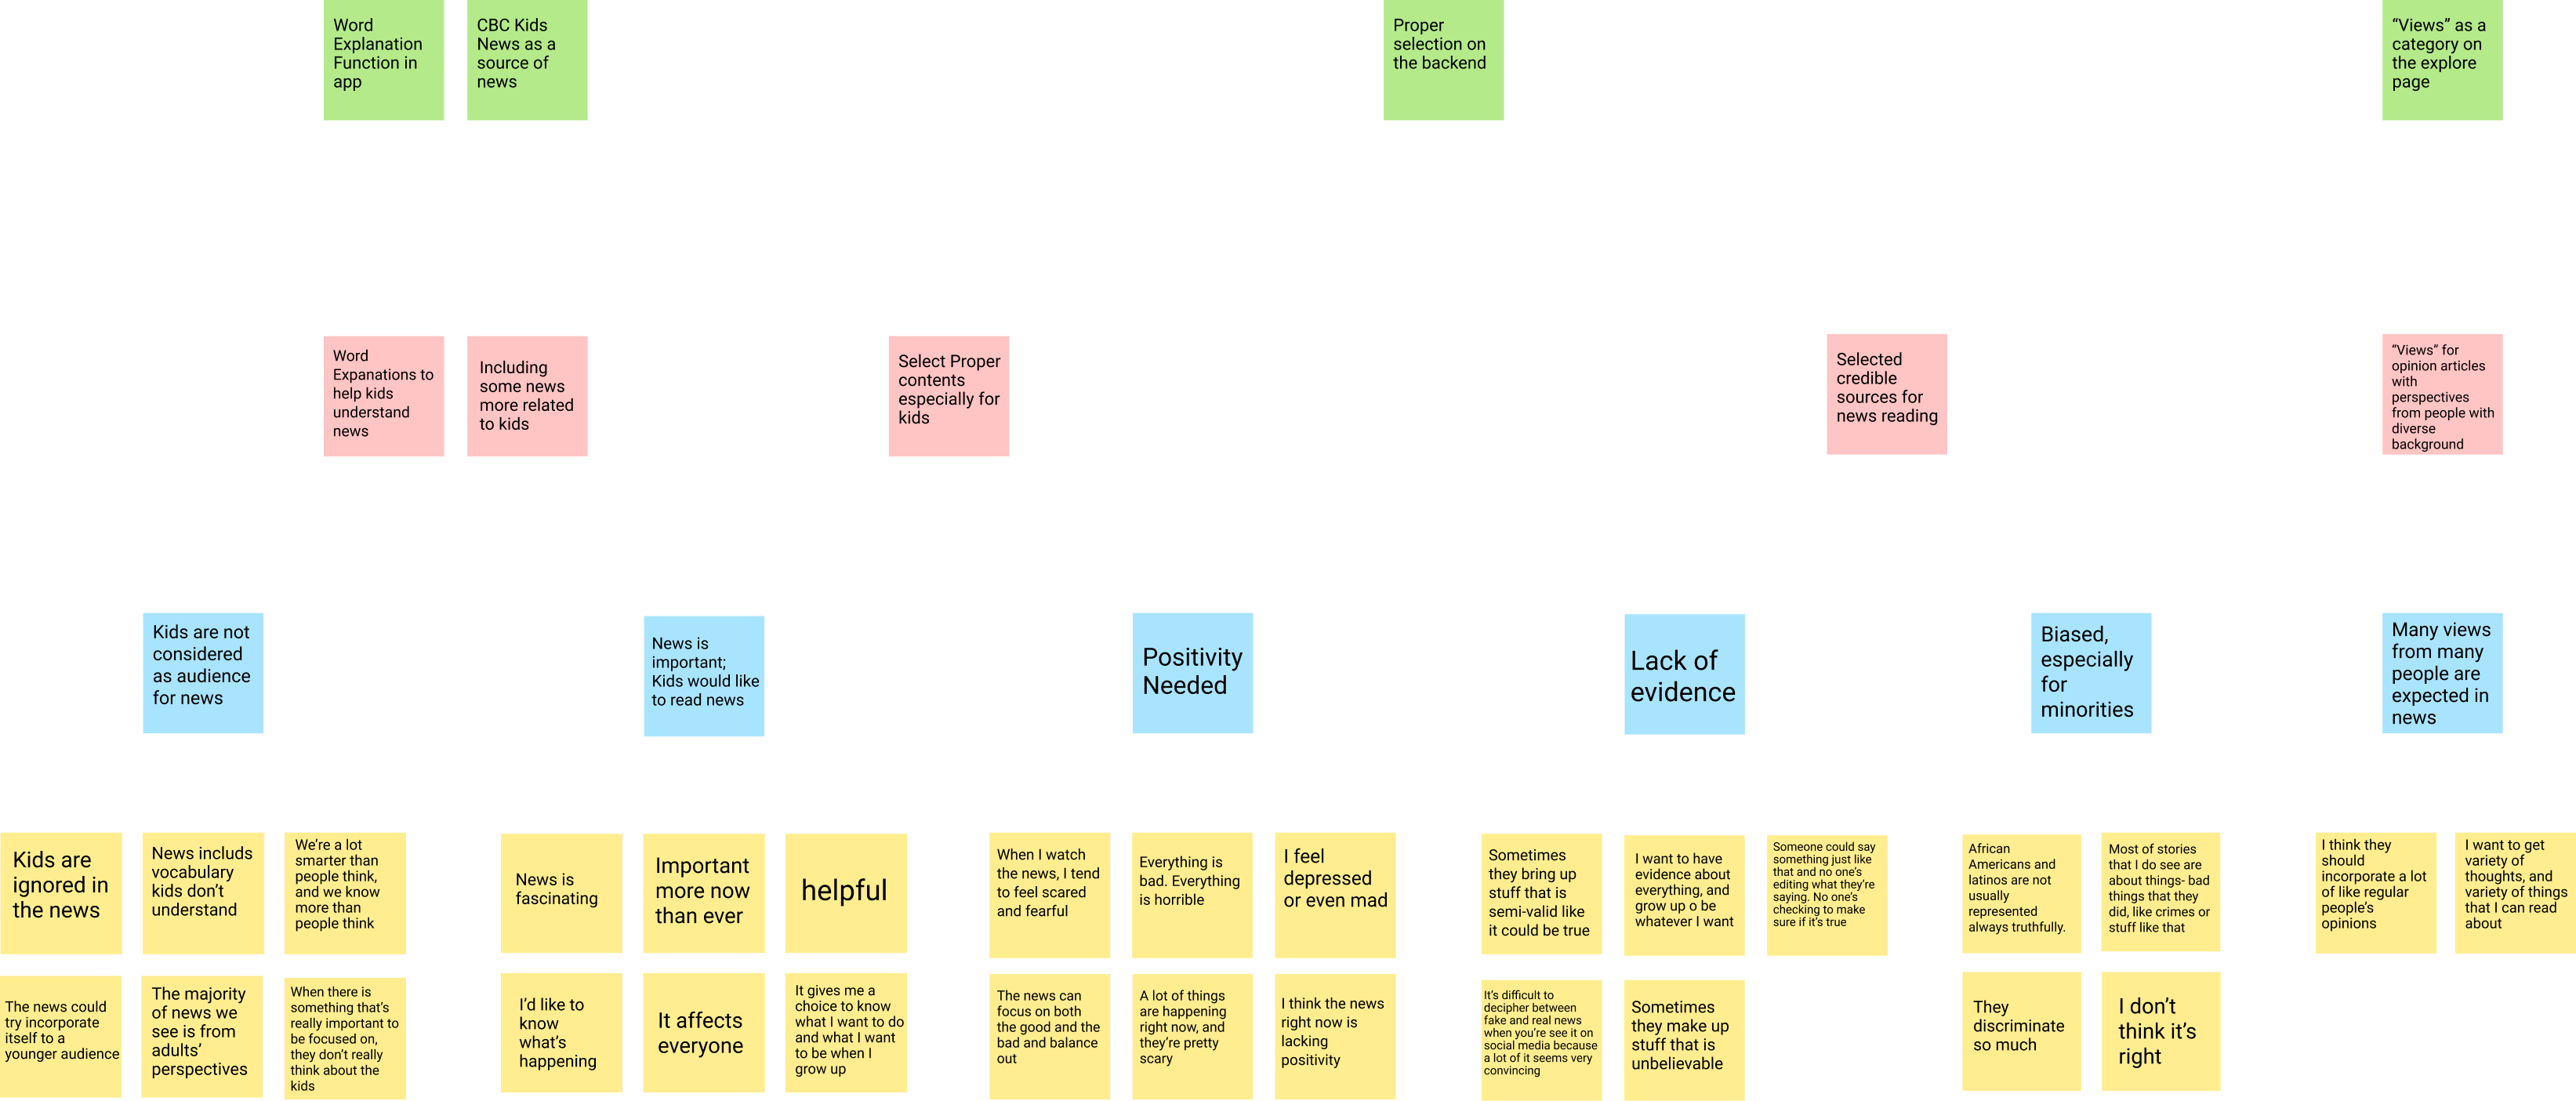 Word
Explanation
Function in
app
CBC Kids
News as a
source of
news
Proper
selection on
the backend
“Views” as a
category on
the explore
page
Word
Expanations to
help kids
understand
news
Including
some news
more related
to kids
Select Proper
contents
especially for
kids
Selected
credible
sources for
news reading
“Views” for
opinion articles
with
perspectives
from people with
diverse
background
Kids are not
considered
as audience
for news
News is
important;
Kids would like
to read news
Positivity
Needed
Lack of
evidence
Biased,
especially
for
minorities
Many views
from many
people are
expected in
news
Kids are
ignored in
the news
News includs
vocabulary
kids don’t
understand
We’re a lot
smarter than
people think,
and we know
more than
people think
News is
fascinating
Important
more now
than ever
helpful
When I watch
the news, I tend
to feel scared
and fearful
Everything is
bad. Everything
is horrible
I feel
depressed
or even mad
Sometimes
they bring up
stuff that is
semi-valid like
it could be true
I want to have
evidence about
everything, and
grow up o be
whatever I want
Someone could say
something just like
that and no one’s
editing what they’re
saying. No one’s
checking to make
sure if it’s true
African
Americans and
latinos are not
usually
represented
always truthfully.
Most of stories
that I do see are
about things- bad
things that they
did, like crimes or
stuff like that
I think they
should
incorporate a lot
of like regular
people’s
opinions
I want to get
variety of
thoughts, and
variety of things
that I can read
about
The news could
try incorporate
itself to a
younger audience
The majority
of news we
see is from
adults’
perspectives
When there is
something that’s
really important to
be focused on,
they don’t really
think about the
kids
I’d like to
know
what’s
happening
It affects
everyone
It gives me a
choice to know
what I want to do
and what I want
to be when I
grow up
The news can
focus on both
the good and the
bad and balance
out
A lot of things
are happening
right now, and
they’re pretty
scary
I think the news
right now is
lacking
positivity
It’s difficult to
decipher between
fake and real news
when you’re see it on
social media because
a lot of it seems very
convincing
Sometimes
they make up
stuff that is
unbelievable
They
discriminate
so much
I don’t
think it’s
right